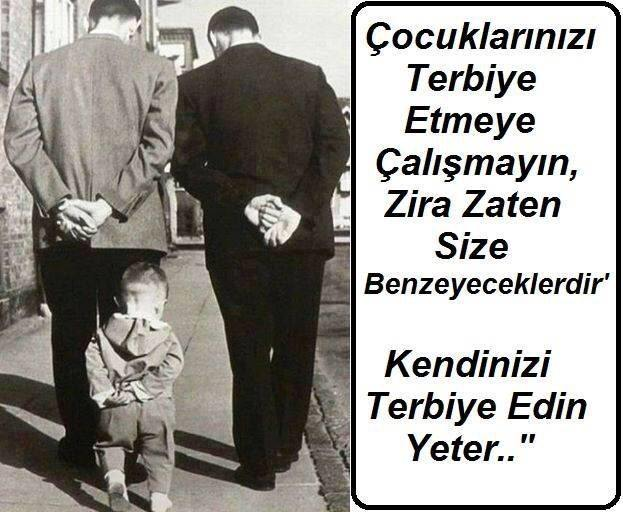 Çocuklarınızı
Terbiye
Etmeye
Çalışmayın,
Zira Zaten
Size
Benzeyeceklerdir'
Kendinizi
Terbiye Edin
Yeter.."